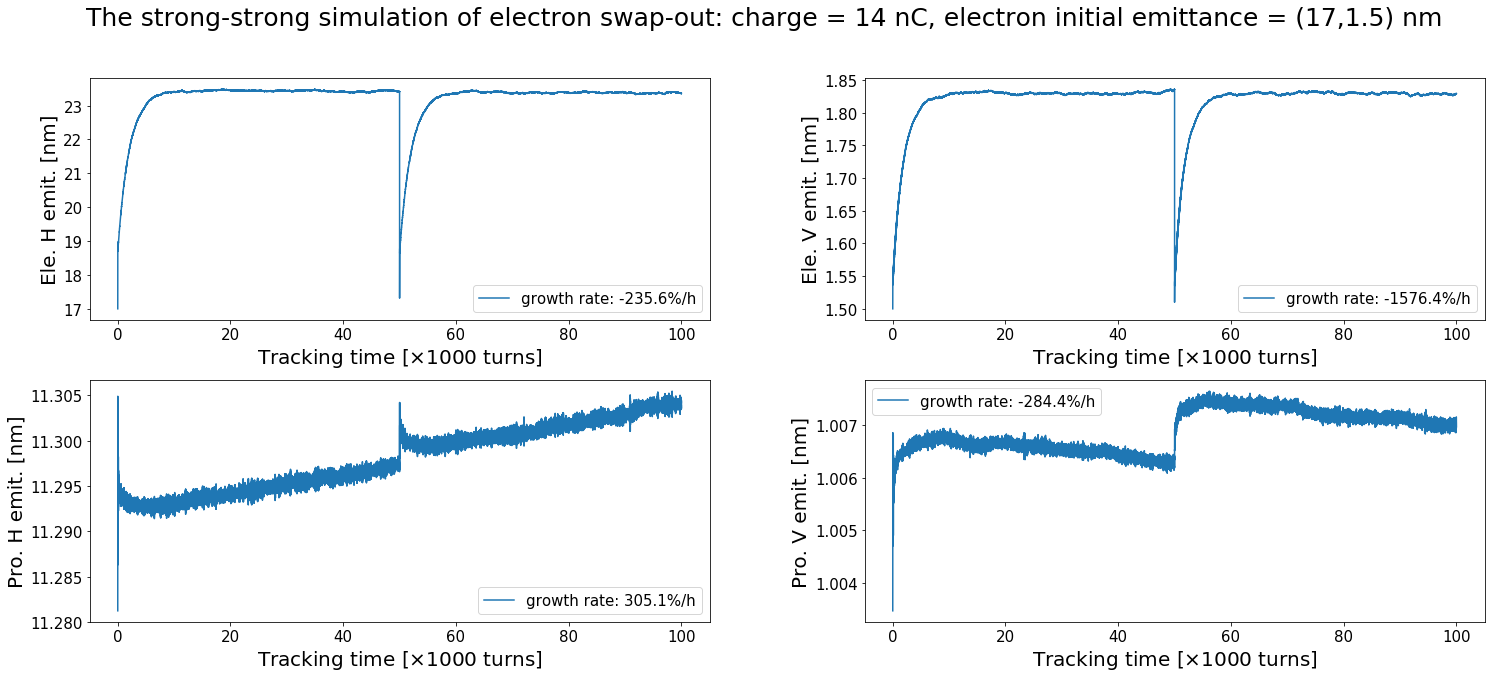 The strong-strong simulation of electron swap-out: charge = 14 nC, electron initial emittance = (17,1.5) nm
Ele. H emit. [nm]
23
22
21
20
19
18
17
growth rate: -235.6%/h
0 20 40 60 80 100
Tracking time [×1000 turns]
Ele. V emit. [nm]
1.85
1.80
1.75
1.70
1.65
1.60
1.55
1.50
growth rate: -1576.4%/h
0 20 40 60 80 100
Tracking time [×1000 turns]
Pro. H emit. [nm]
11.305
11.300
11.295
11.290
11.285
11.280
growth rate: 305.1%/h
0 20 40 60 80 100
Tracking time [×1000 turns]
Pro. V emit. [nm]
growth rate: -284.4%/h
1.007
1.006
1.005
1.004
0 20 40 60 80 100
Tracking time [×1000 turns]